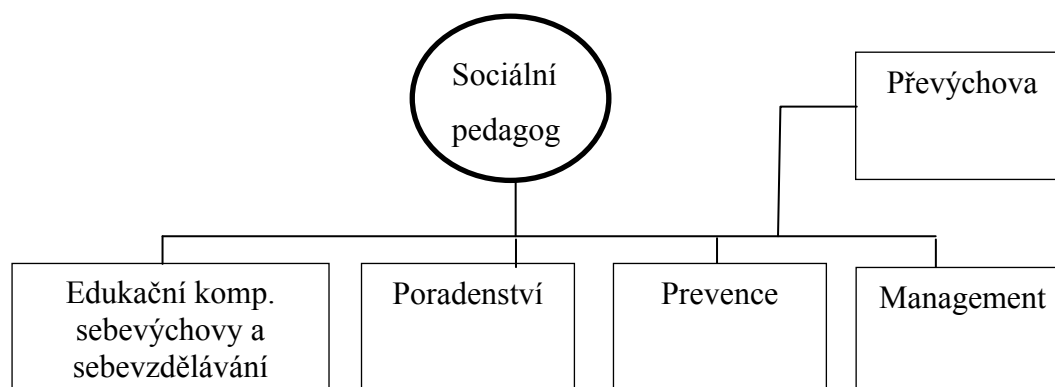 Sociální
pedagog
Převýchova
Edukační komp.
sebevýchovy a
sebevzdělávání
Poradenství
Prevence
Management